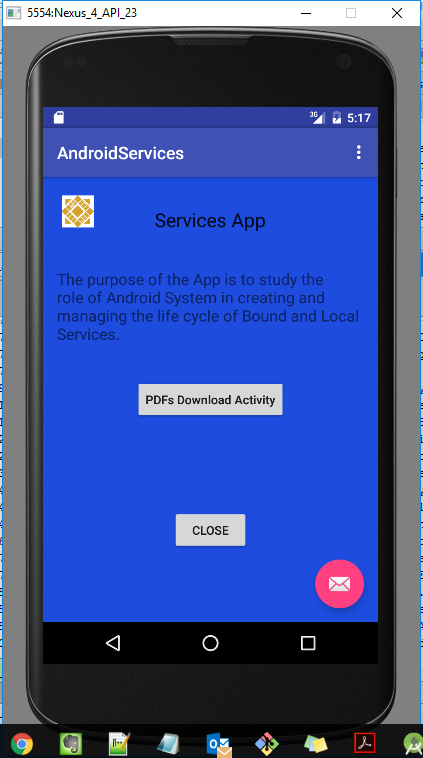 5554:Nexus_4_API_23
3G 5:17
AndroidServices
Services App
The purpose of the App is to study the
role of Android System in creating and
managing the life cycle of Bound and Local
Services.
PDFs Download Activity
CLOSE